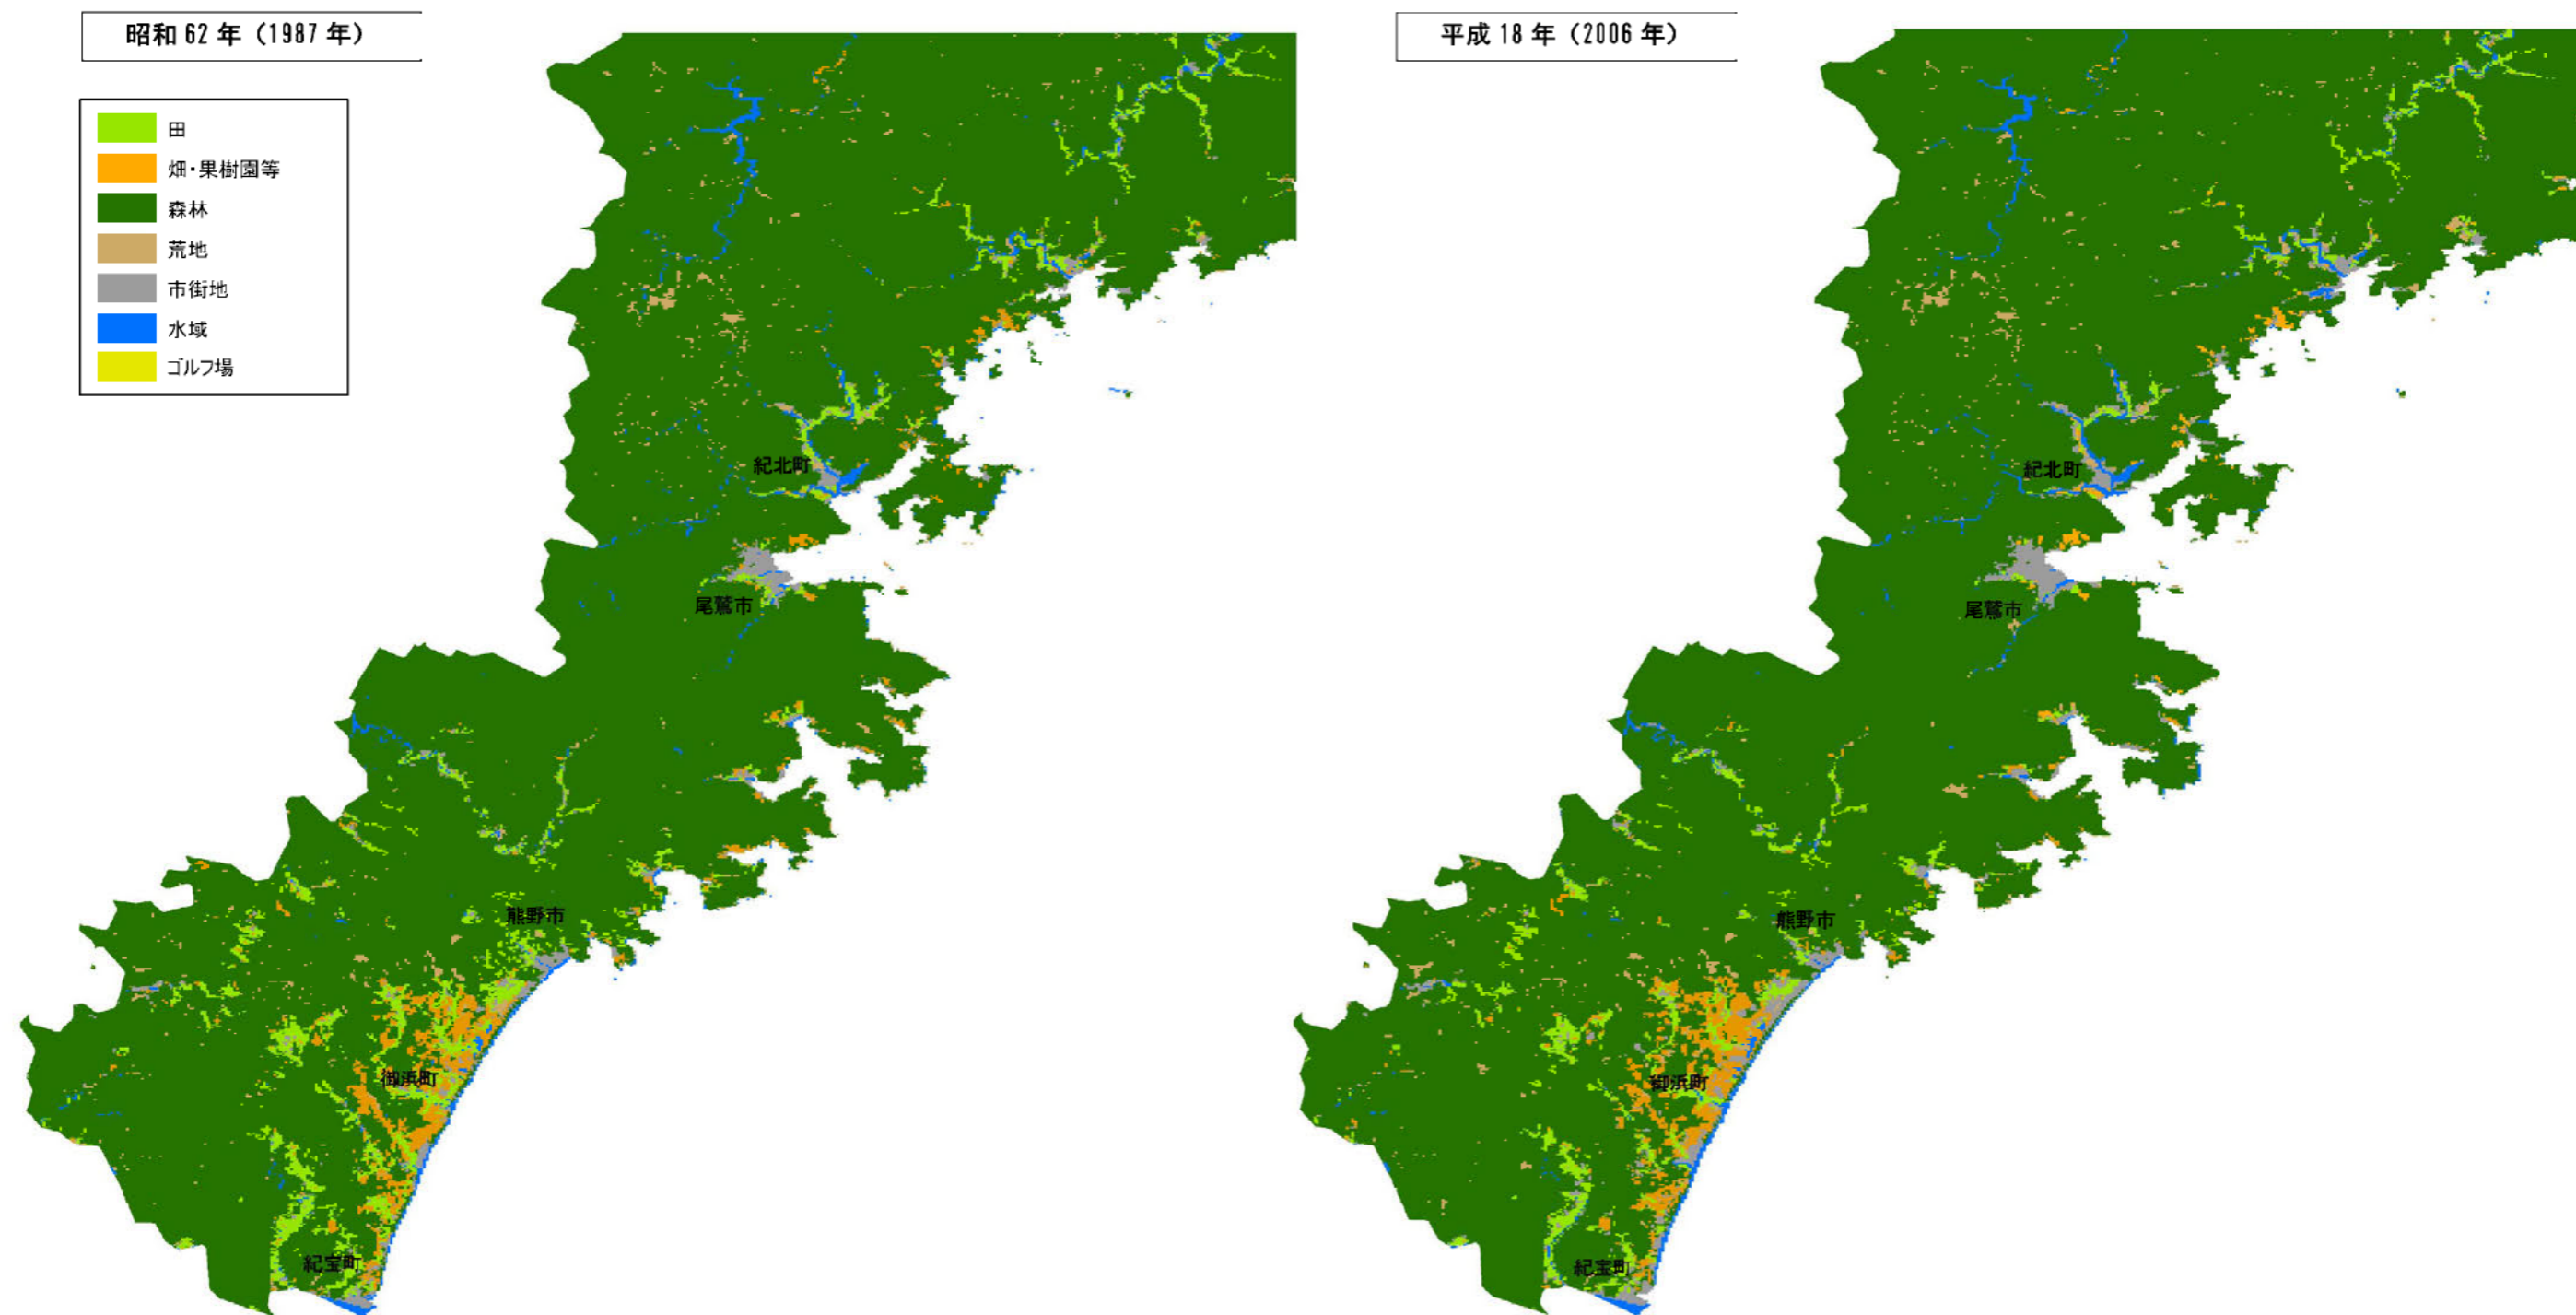 昭和62年（1987年）
田
畑・果樹園等
森林
荒地
市街地
水域
ゴルフ場
紀北町
尾鷲市
熊野市
御浜町
紀宝町
平成18年（2006年）
紀北町
尾鷲市
熊野市
御浜町
紀宝町